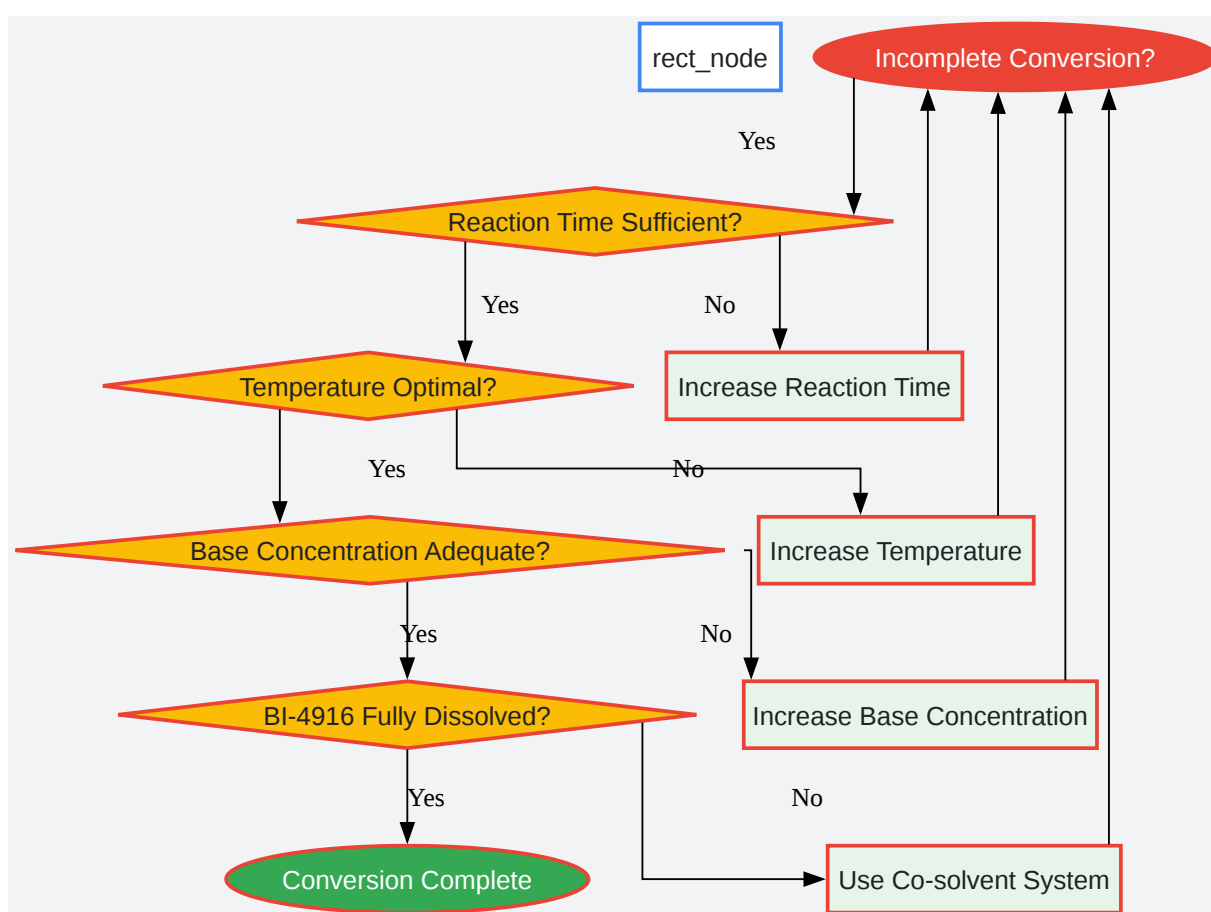 rect_node
Incomplete Conversion?
Yes
Reaction Time Sufficient?
Yes
No
Temperature Optimal?
Increase Reaction Time
Yes
No
Base Concentration Adequate?
Increase Temperature
Yes
No
BI-4916 Fully Dissolved?
Increase Base Concentration
Yes
No
Conversion Complete
Use Co-solvent System